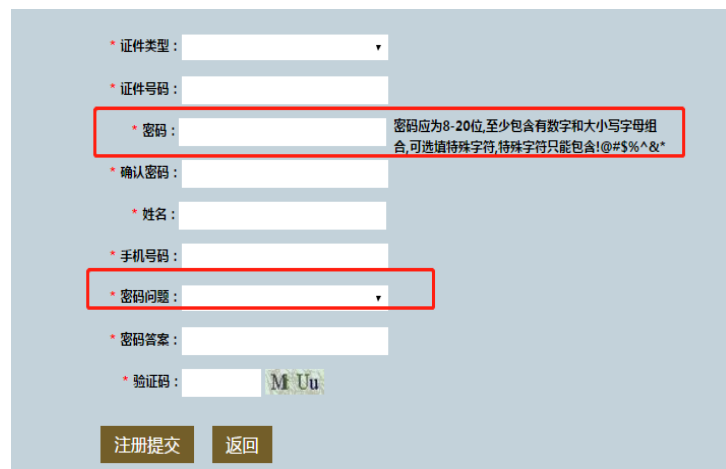 * 证件类型：
* 证件号码：
* 密码： 密码应为8-20位,至少包含有数字和大小写字母组
合,可选填特殊字符,特殊字符只能包含!@#$%^&*
* 确认密码：
* 姓名：
* 手机号码：
* 密码问题：
* 密码答案：
* 验证码： M Uu
注册提交 返回